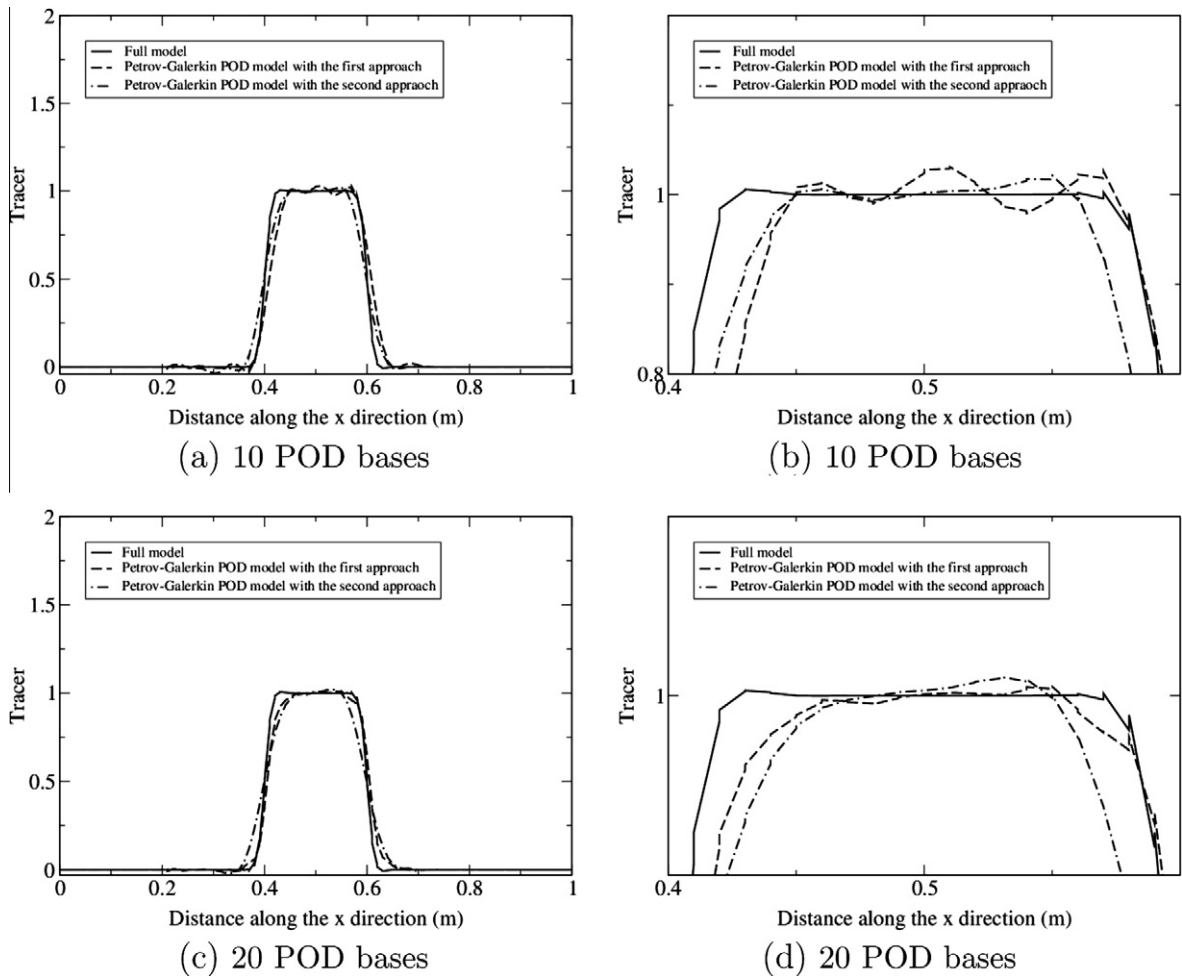 2
Full model
Petrov-Galerkin POD model with the first approach
Petrov-Galerkin POD model with the second appraoch
1.5
Tracer
1
0.5
0
0 0.2 0.4 0.6 0.8 1
Distance along the x direction (m)
(a) 10 POD bases
Full model
Petrov-Galerkin POD model with the first approach
Petrov-Galerkin POD model with the second appraoch
Tracer
1
0.8
0.4 0.5
Distance along the x direction (m)
(b) 10 POD bases
2
Full model
Petrov-Galerkin POD model with the first approach
Petrov-Galerkin POD model with the second approach
1.5
Tracer
1
0.5
0
0 0.2 0.4 0.6 0.8 1
Distance along the x direction (m)
(c) 20 POD bases
Full model
Petrov-Galerkin POD model with the first approach
Petrov-Galerkin POD model with the second approach
Tracer
1
0.4 0.5
Distance along the x direction (m)
(d) 20 POD bases